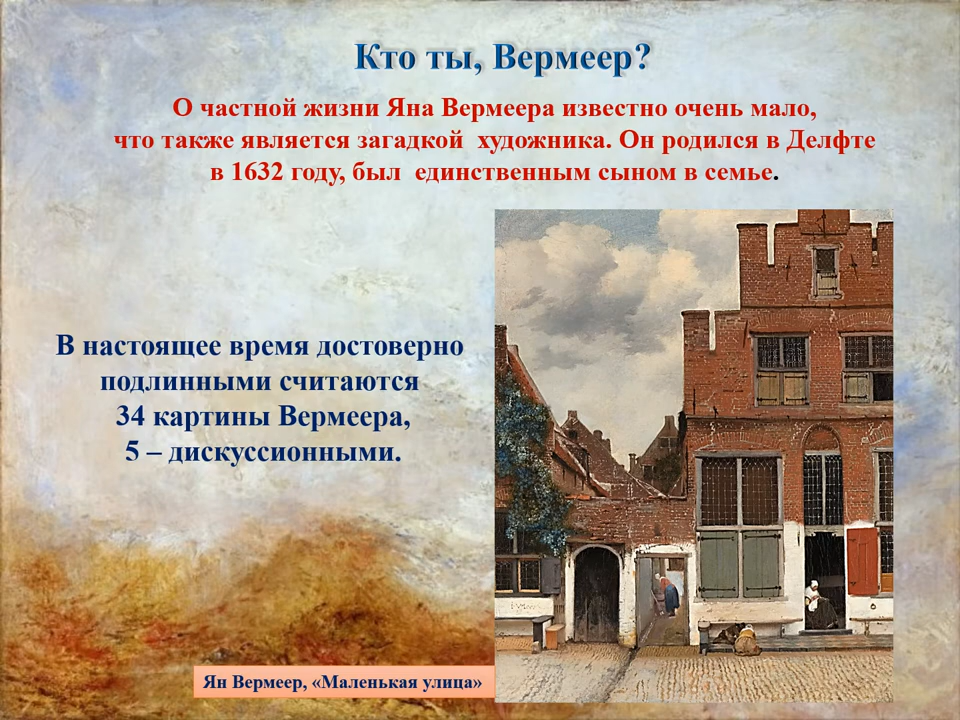 Кто ты, Вермеер?
О частной жизни Яна Вермеера известно очень мало,
что также является загадкой художника. Он родился в Делфте
в 1632 году, был единственным сыном в семье.
В настоящее время достоверно
подлинными считаются
34 картины Вермеера,
5 – дискуссионными.
Ян Вермеер, «Маленькая улица»